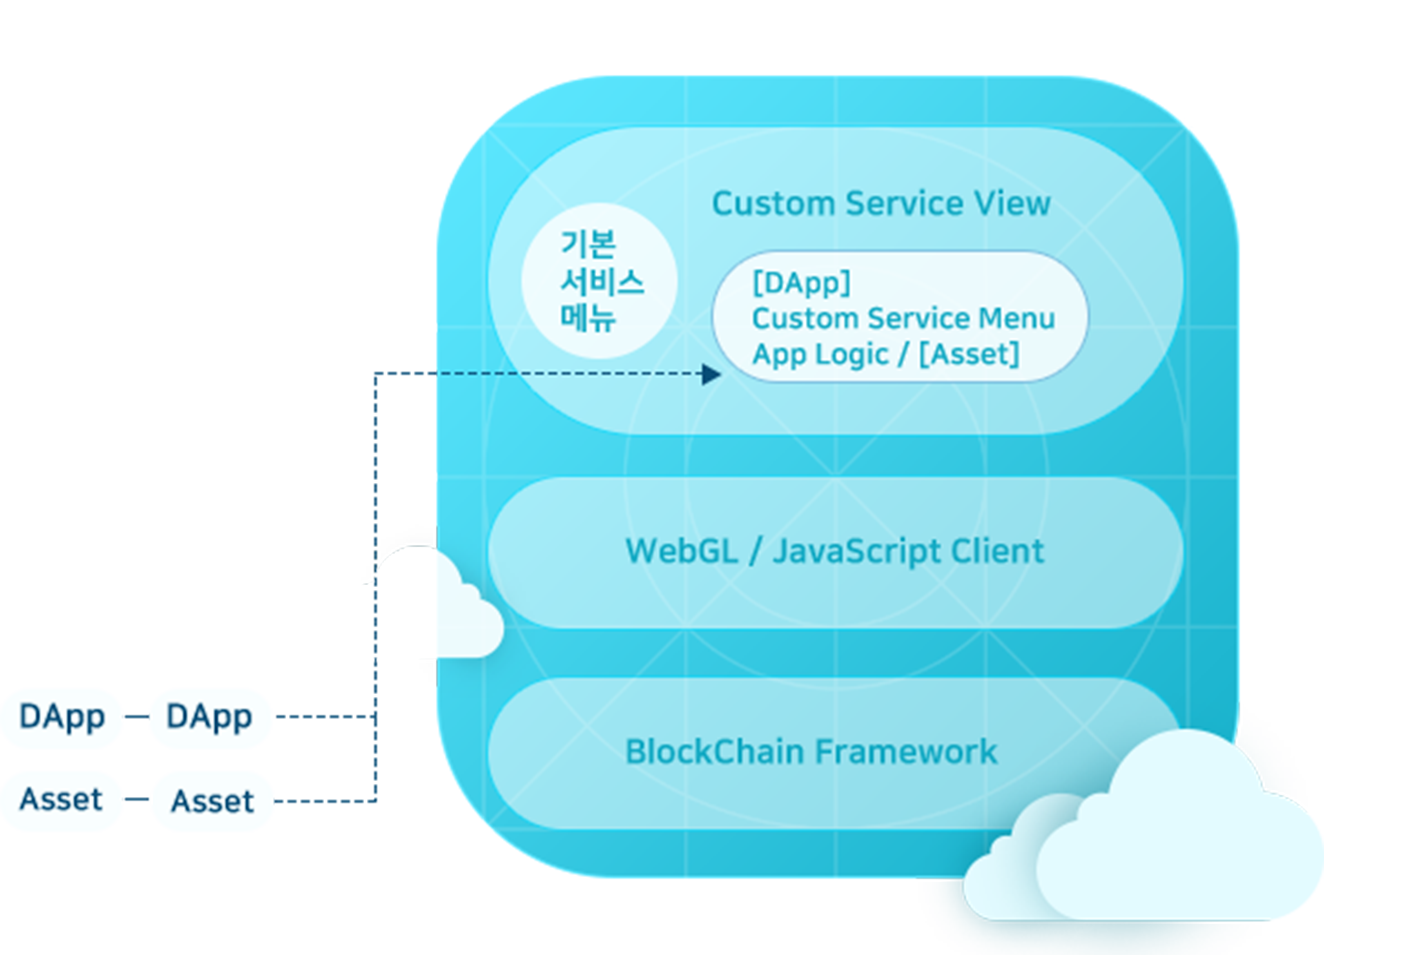 Custom Service View
기본
서비스
메뉴
[DApp]
Custom Service Menu
App Logic / [Asset]
WebGL / JavaScript Client
DApp — DApp
BlockChain Framework
Asset — Asset